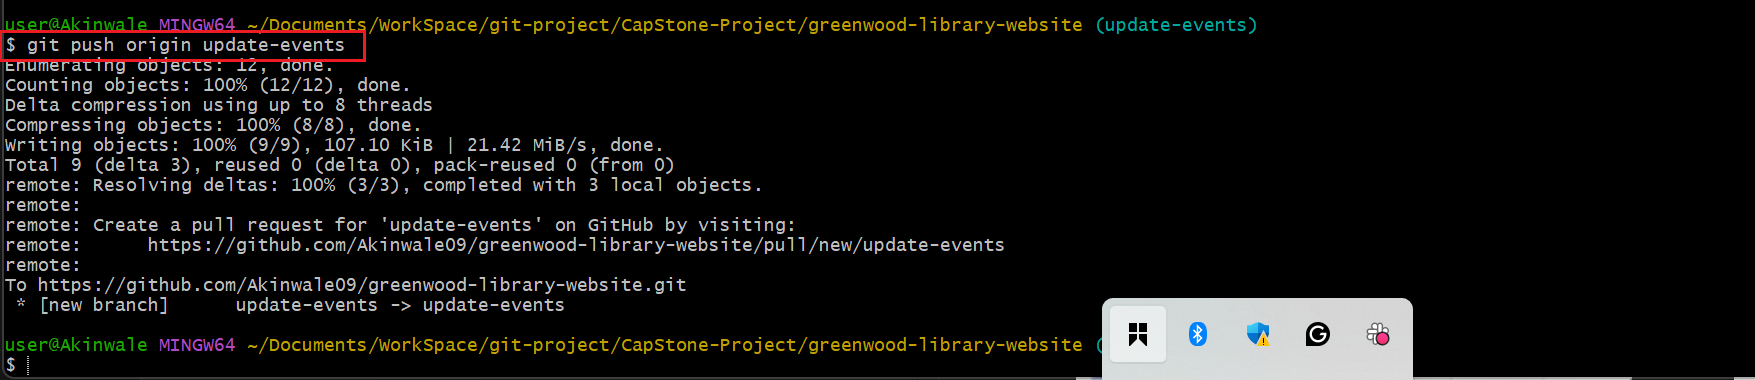 user@Akinwale MINGW64 ~/Documents/WorkSpace/git-project/CapStone-Project/greenwood-library-website (update-events)
$ git push origin update-events
Enumerating objects: 12, done.
Counting objects: 100% (12/12), done.
Delta compression using up to 8 threads
Compressing objects: 100% (8/8), done.
Writing objects: 100% (9/9), 107.10 KiB | 21.42 MiB/s, done.
Total 9 (delta 3), reused 0 (delta 0), pack-reused 0 (from 0)
remote: Resolving deltas: 100% (3/3), completed with 3 local objects.
remote:
remote: Create a pull request for 'update-events' on GitHub by visiting:
remote:      https://github.com/Akinwale09/greenwood-library-website/pull/new/update-events
remote:
To https://github.com/Akinwale09/greenwood-library-website.git
 * [new branch]      update-events -> update-events
user@Akinwale MINGW64 ~/Documents/WorkSpace/git-project/CapStone-Project/greenwood-library-website (
$